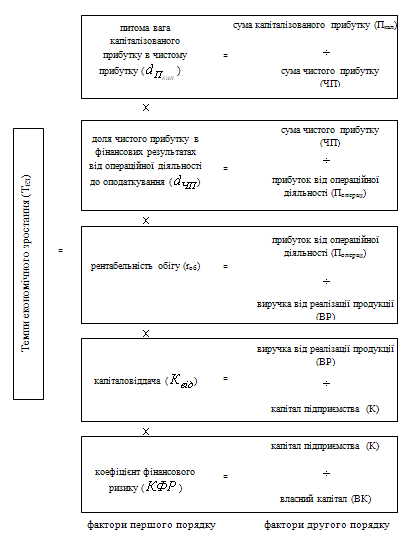 Темпи економічного зростання (Тез)
=
питома вага
капіталізованого
прибутку в чистому
прибутку (dПкап)
=
сума капіталізованого прибутку (Пкап)
÷
сума чистого прибутку
(ЧП)
×
доля чистого прибутку в
фінансових результатах
від операційної діяльності
до оподаткування (dЧП)
=
сума чистого прибутку
(ЧП)
÷
прибуток від операційної
діяльності (Поперац)
×
рентабельність обігу (rоб)
=
прибуток від операційної
діяльності (Поперац)
÷
виручка від реалізації продукції
(ВР)
×
капіталовіддача (Kвід)
=
виручка від реалізації продукції
(ВР)
÷
капітал підприємства (К)
×
коефіцієнт фінансового
ризику (КФР)
=
капітал підприємства (К)
÷
власний капітал (ВК)
фактори першого порядку
фактори другого порядку